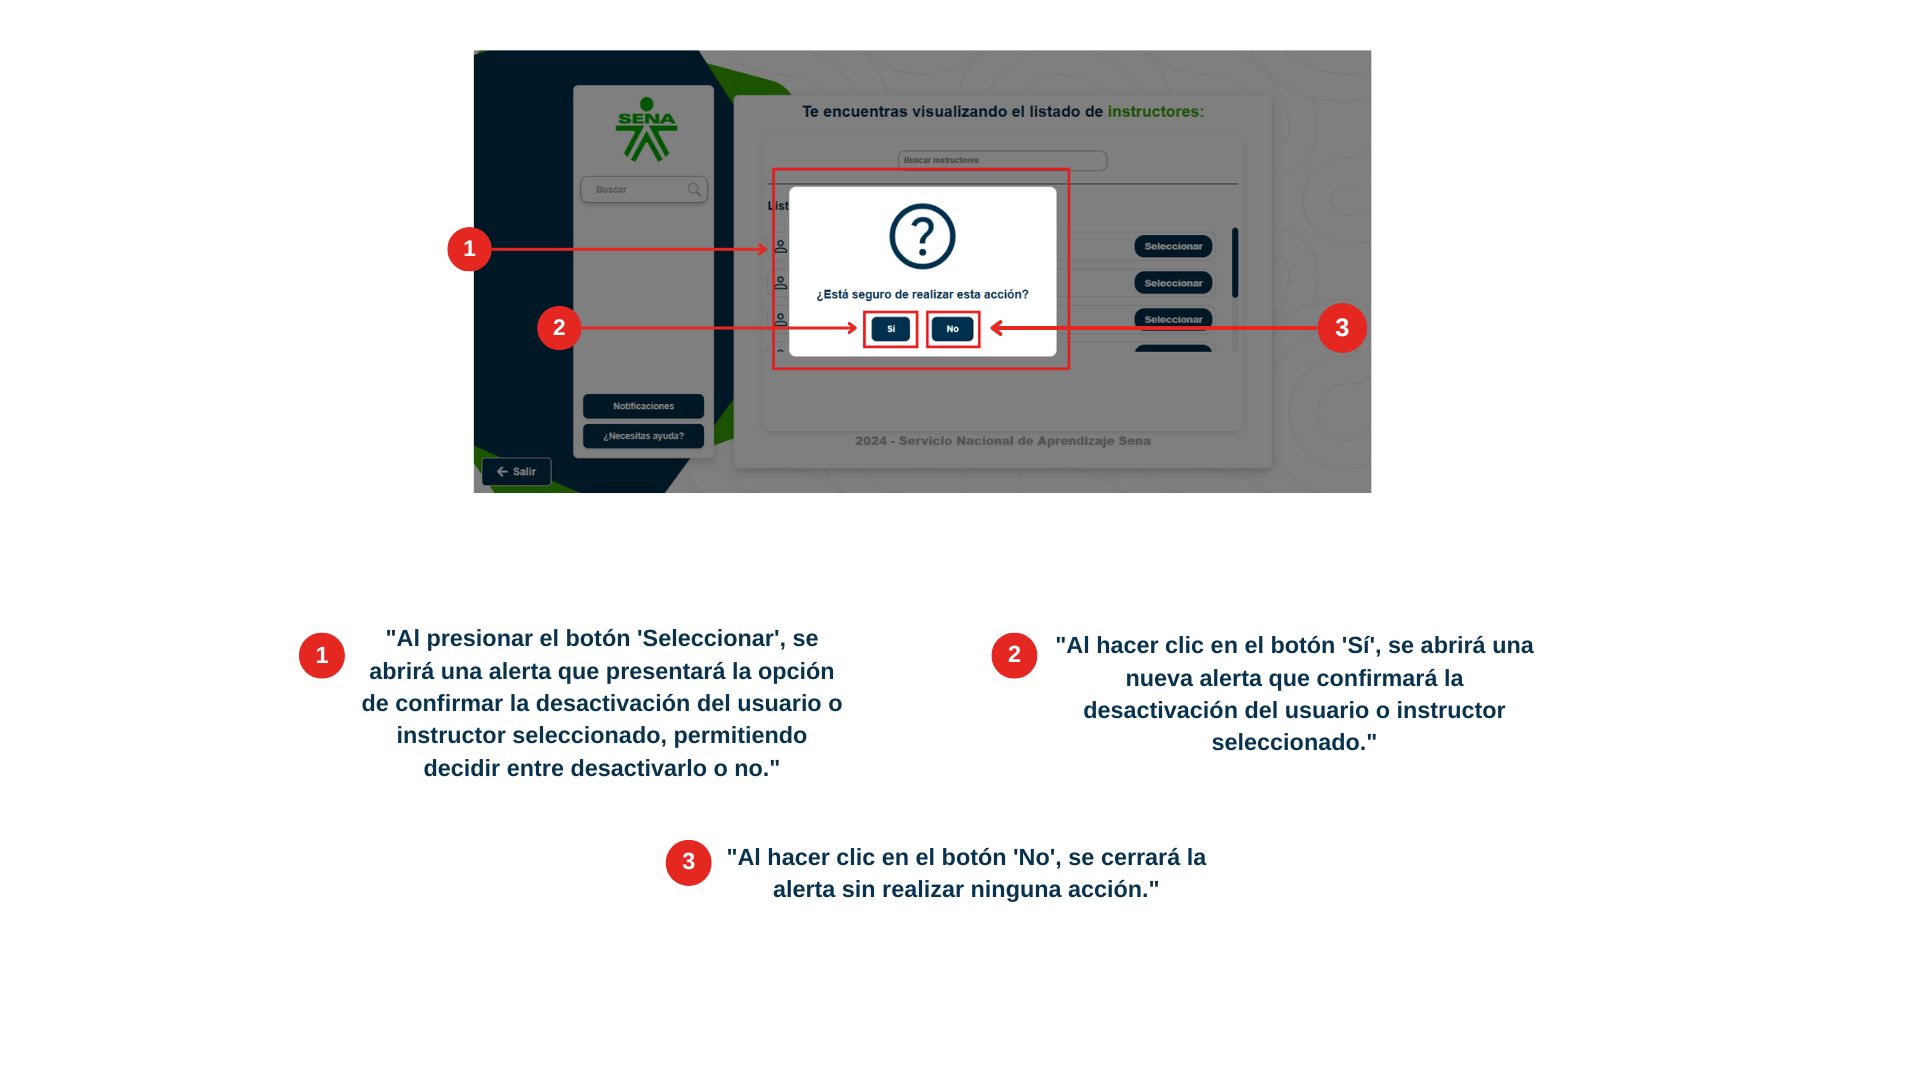 SENA
Te encuentras visualizando el listado de instructores:
Buscar
Buscar instructores
List
Seleccionar
Seleccionar
Seleccionar
?
¿Está seguro de realizar esta acción?
Si
No
1
2
3
Notificaciones
¿Necesitas ayuda?
2024 - Servicio Nacional de Aprendizaje Sena
Salir
1
"Al presionar el botón 'Seleccionar', se
abrirá una alerta que presentará la opción
de confirmar la desactivación del usuario o
instructor seleccionado, permitiendo
decidir entre desactivarlo o no."
2
"Al hacer clic en el botón 'Sí', se abrirá una
nueva alerta que confirmará la
desactivación del usuario o instructor
seleccionado."
3
"Al hacer clic en el botón 'No', se cerrará la
alerta sin realizar ninguna acción."